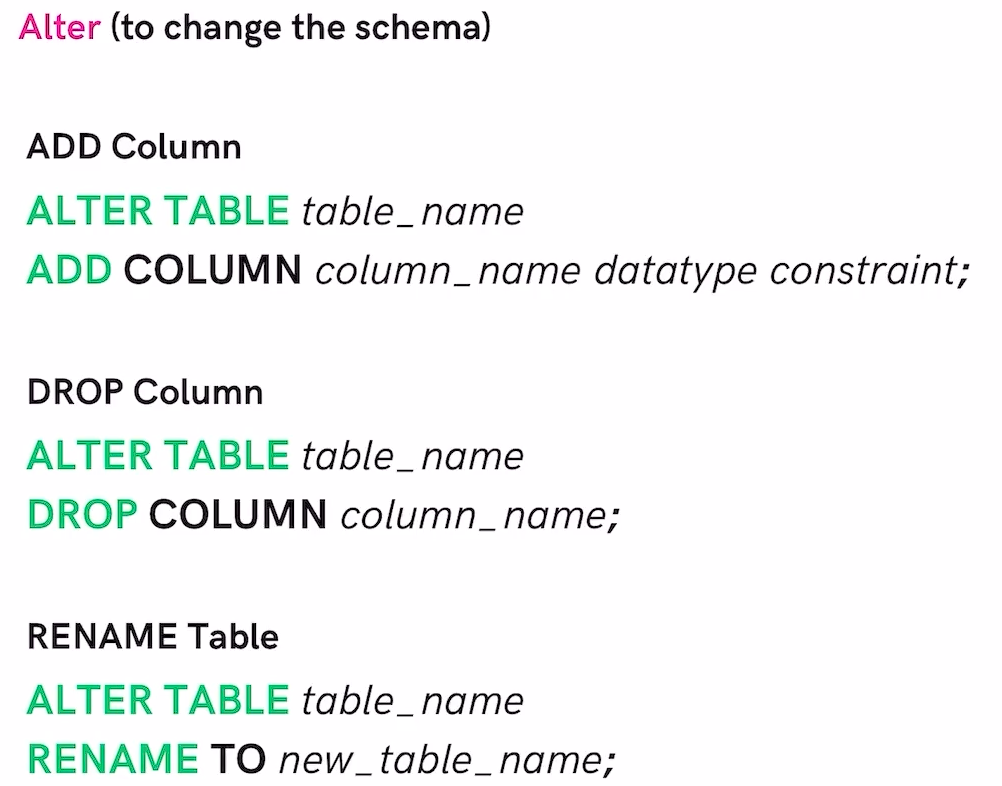 Alter (to change the schema)
ADD Column
ALTER TABLE table_name
ADD COLUMN column_name datatype constraint;
DROP Column
ALTER TABLE table_name
DROP COLUMN column_name;
RENAME Table
ALTER TABLE table_name
RENAME TO new_table_name;